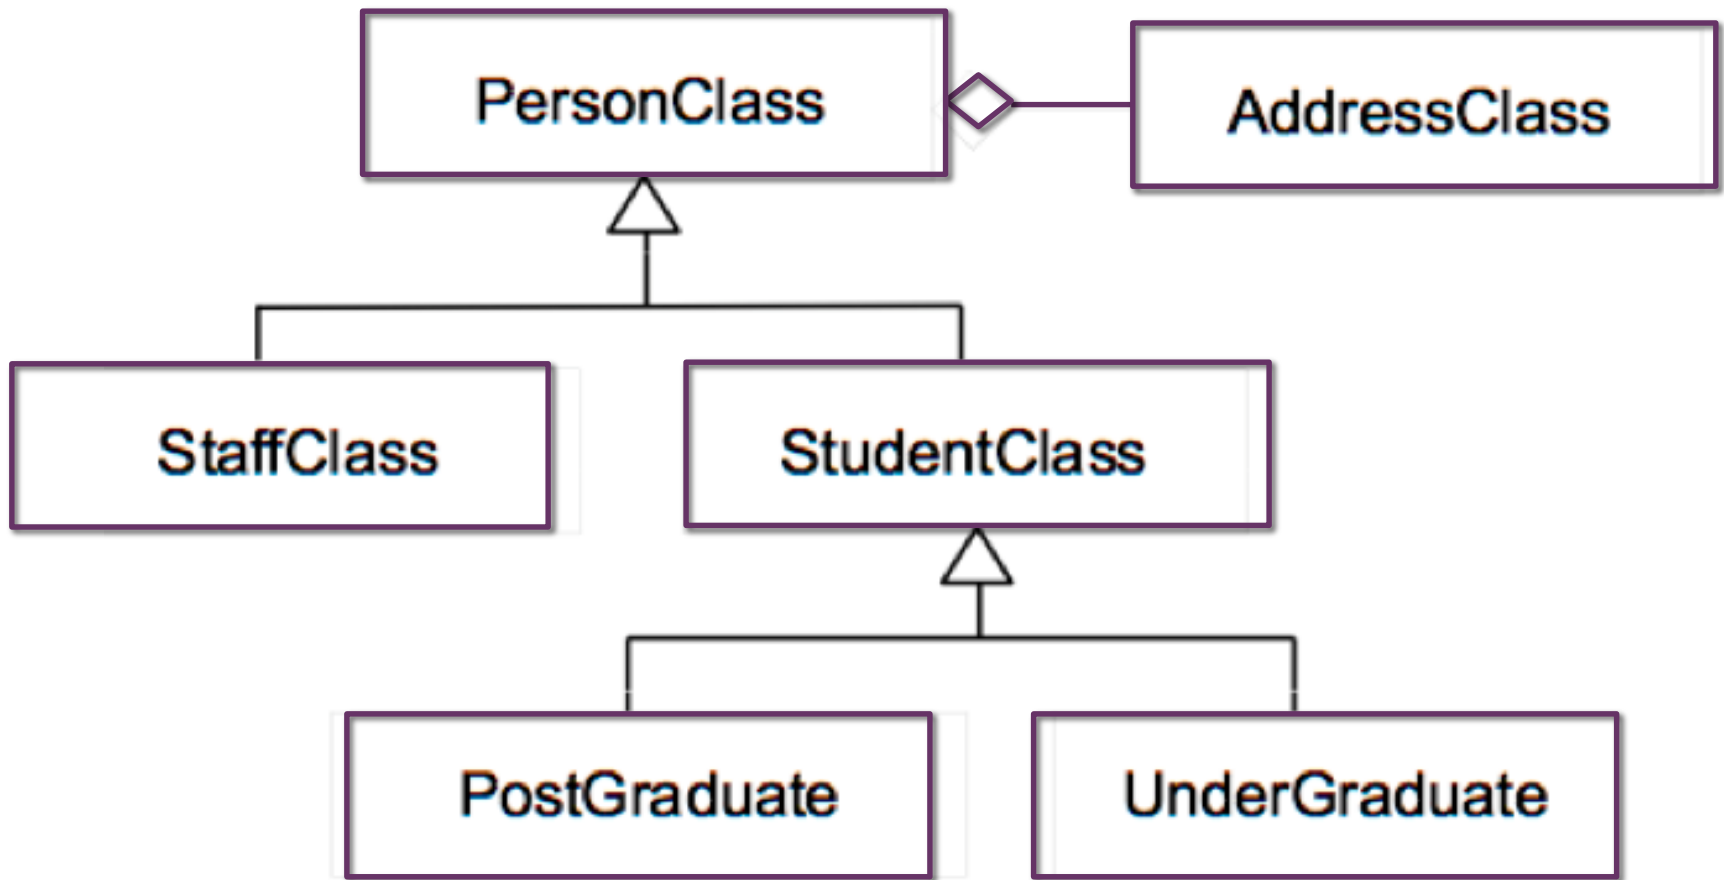 PersonClass
AddressClass
StaffClass
StudentClass
PostGraduate
UnderGraduate